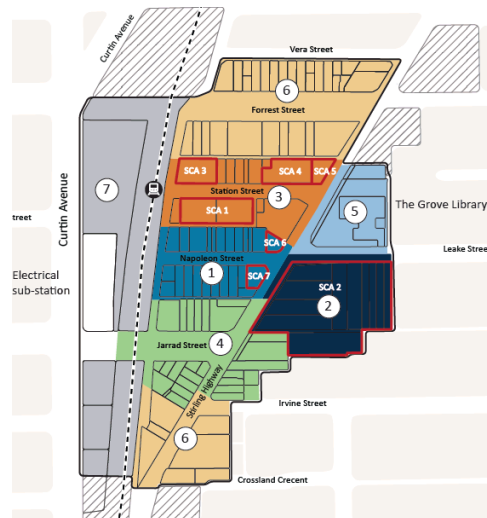 Curtin Avenue
Vera Street
6
Forrest Street
SCA 3
SCA 4
SCA 5
7
Station Street
3
SCA 1
5
The Grove Library
Curtin Avenue
treet
SCA 6
Leake Stree
Napoleon Street
1
SCA 7
Electrical
sub-station
SCA 2
2
Jarrad Street
4
Stirling Highway
Irvine Street
6
Crossland Crecent